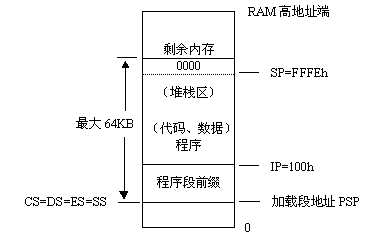 RAM 高地址端
剩余内存
0000
SP=FFFEh
（堆栈区）
最大 64KB
（代码、数据）
程序
IP=100h
程序段前缀
CS=DS=ES=SS
加载段地址 PSP
0